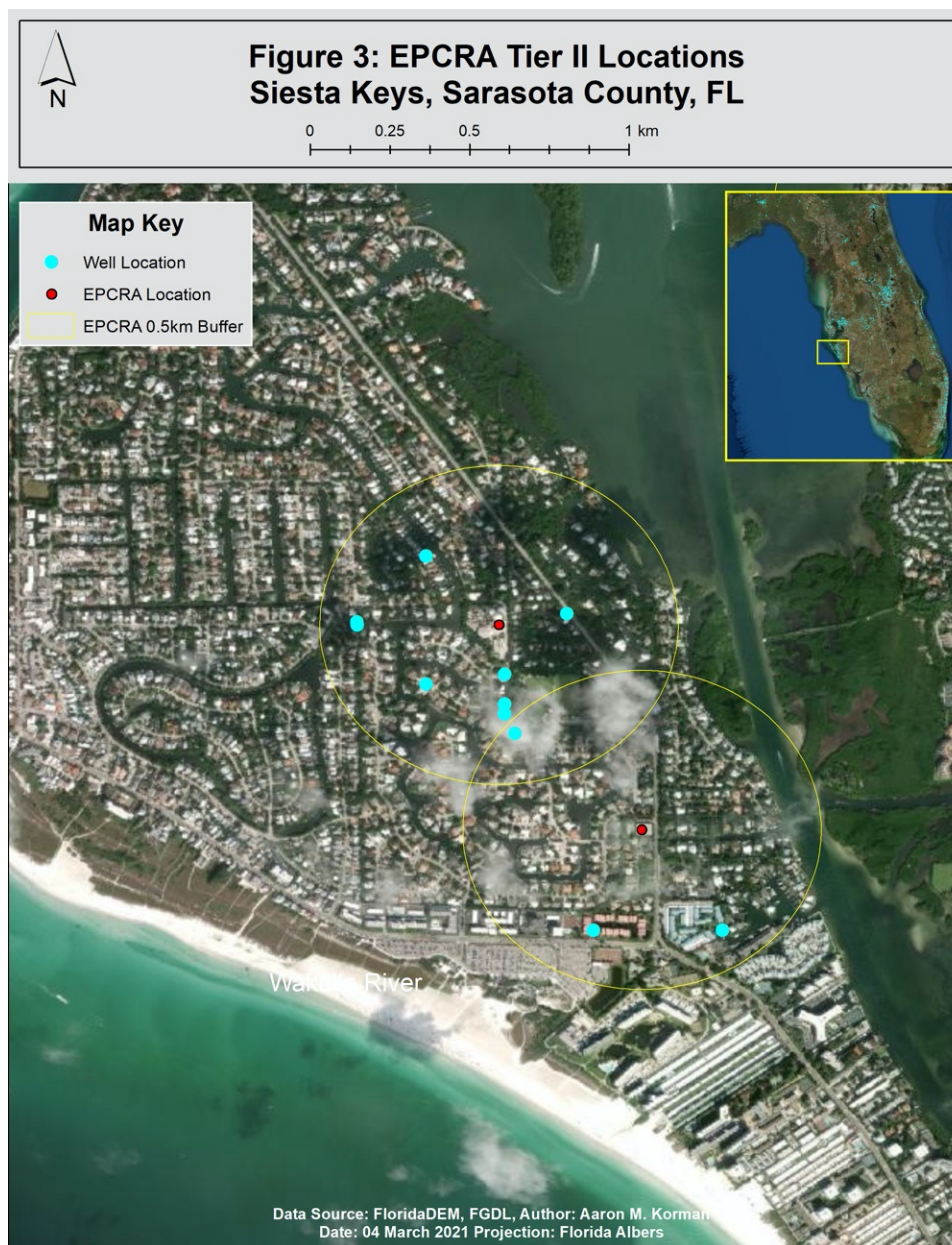 Figure 3: EPCRA Tier II Locations
Siesta Keys, Sarasota County, FL
N
0 0.25 0.5 1 km
Map Key
Well Location
EPCRA Location
EPCRA 0.5km Buffer
River
Data Source: FloridaDEM, FGDL, Author: Aaron M. Korman
Date: 04 March 2021 Projection: Florida Albers